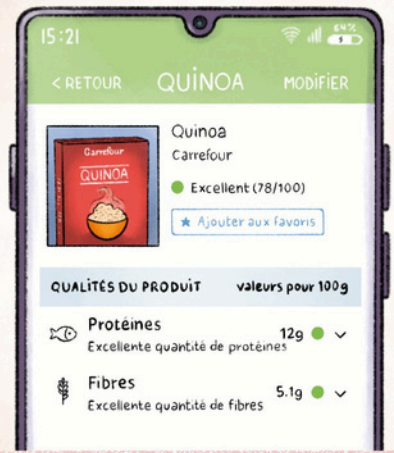 15:21
64%
5
< RETOUR QUINOA MODIFIER
Carrefour
QUINOA
Quinoa
Carrefour
Excellent (78/100)
★ Ajouter aux favoris
QUALITÉS DU PRODUIT valeurs pour 100g
Protéines 12g
Excellente quantité de protéines
Fibres 5.1g
Excellente quantité de fibres